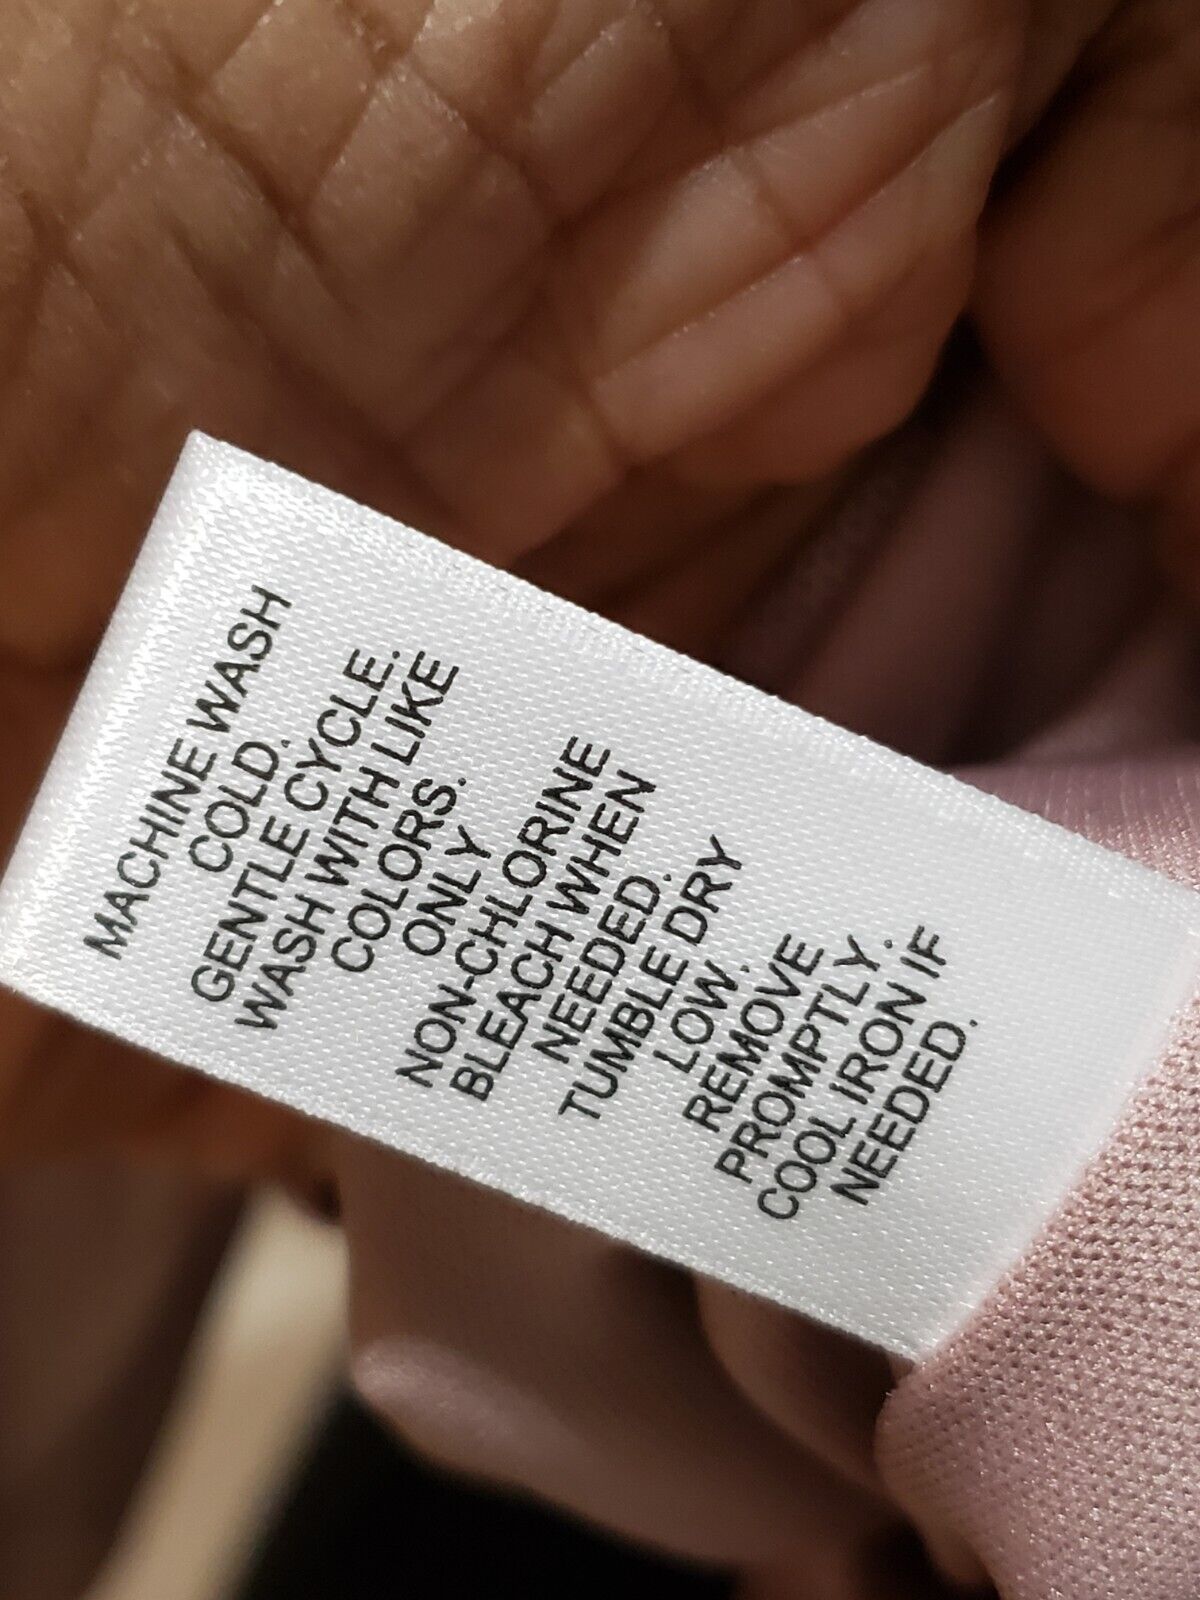 MACHINE WASH
COLD.
GENTLE CYCLE.
WASH WITH LIKE
COLORS.
ONLY
NON-CHLORINE
BLEACH WHEN
NEEDED.
TUMBLE DRY
LOW.
REMOVE
PROMPTLY.
COOL IRON IF
NEEDED.